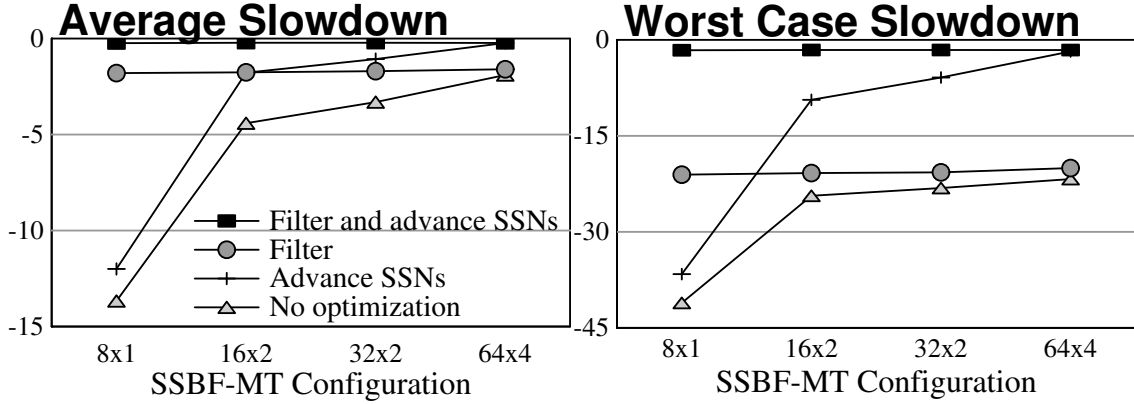 Average Slowdown
0
-5
-10
-15
Filter and advance SSNs
Filter
Advance SSNs
No optimization
8x1 16x2 32x2 64x4
SSBF-MT Configuration
Worst Case Slowdown
0
-15
-30
-45
8x1 16x2 32x2 64x4
SSBF-MT Configuration